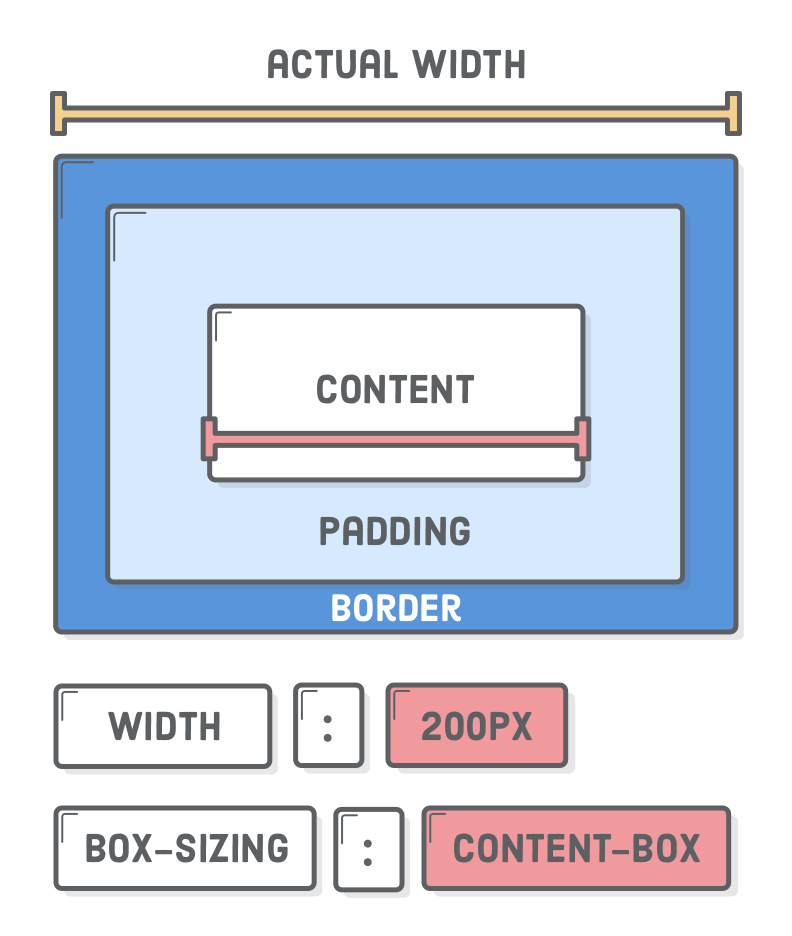 ACTUAL WIDTH
CONTENT
PADDING
BORDER
WIDTH : 200PX
BOX-SIZING : CONTENT-BOX